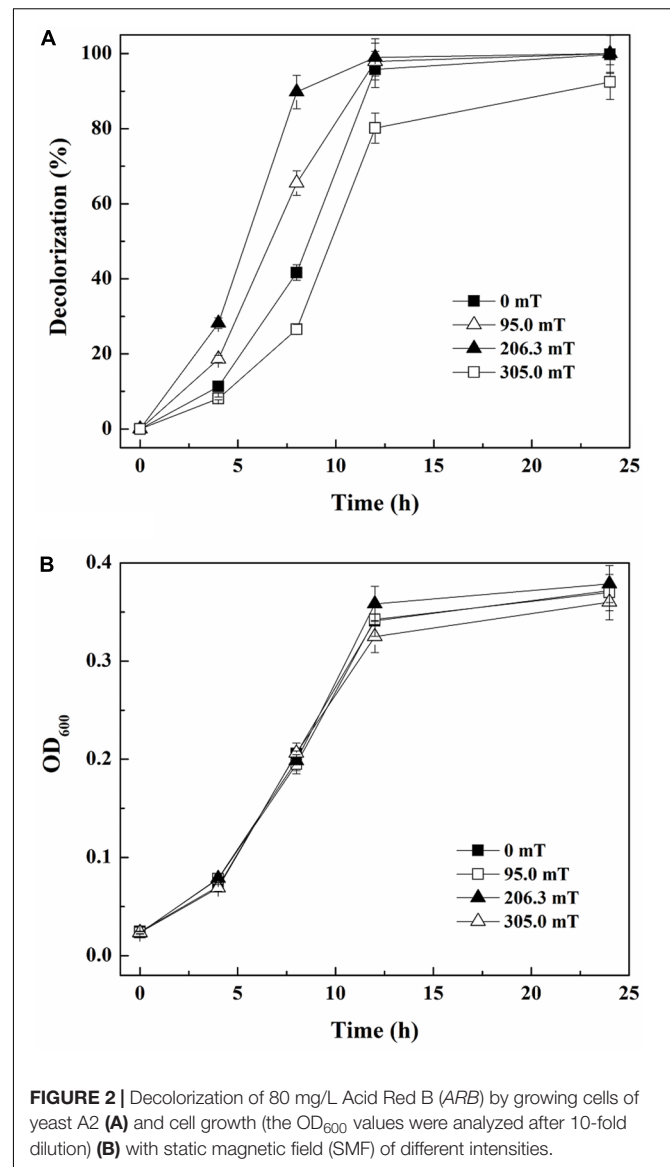 A
100
80
60
40
20
0
Decolorization (%)
0 mT
95.0 mT
206.3 mT
305.0 mT
0 5 10 15 20 25
Time (h)
B
0.4
0.3
0.2
0.1
0.0
OD600
0 mT
95.0 mT
206.3 mT
305.0 mT
0 5 10 15 20 25
Time (h)
FIGURE 2 | Decolorization of 80 mg/L Acid Red B (ARB) by growing cells of
yeast A2 (A) and cell growth (the OD600 values were analyzed after 10-fold
dilution) (B) with static magnetic field (SMF) of different intensities.